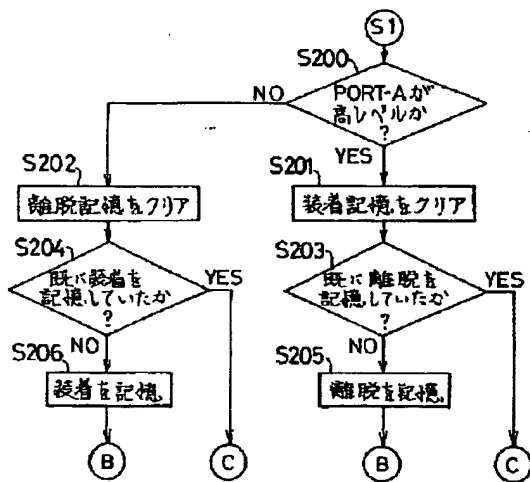 S1
S200
PORT-Aが
高レベルか
?
NO
YES
S202
離脱記憶をクリア
S201
装着記憶をクリア
S204
既に装着を
記憶していたか
?
YES
NO
S203
既に離脱を
記憶していたか
?
YES
NO
S206
装着を記憶
S205
離脱を記憶
B
C
B
C